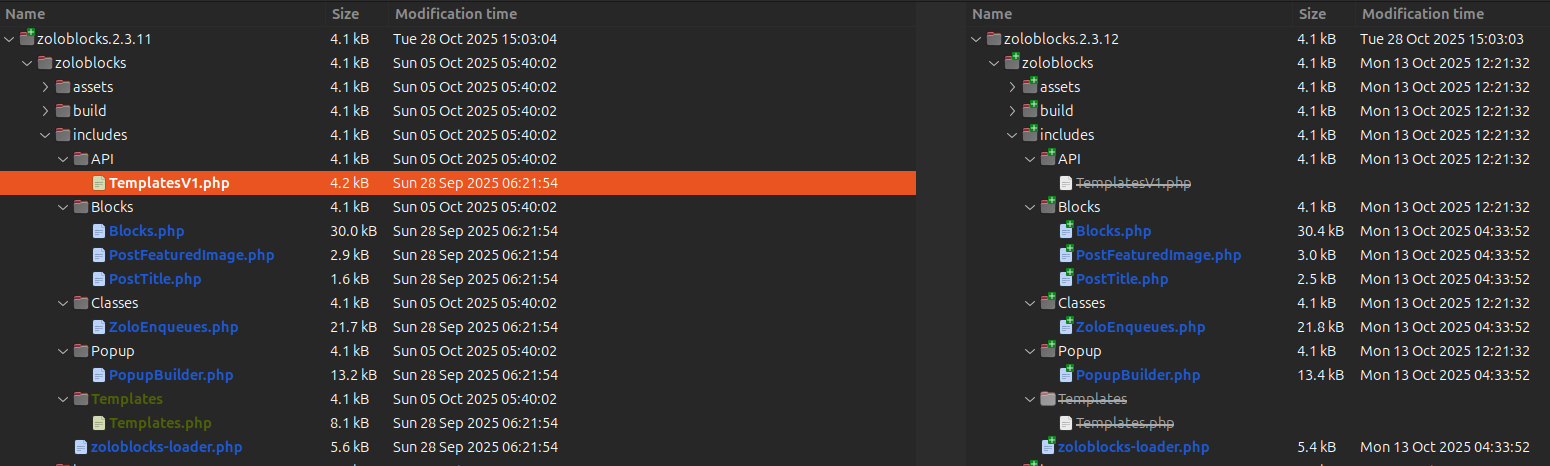 Name Size Modification time Name Size Modification time
zoloblocks.2.3.11 4.1 kB Tue 28 Oct 2025 15:03:04 zoloblocks.2.3.12 4.1 kB Tue 28 Oct 2025 15:03:03
zoloblocks 4.1 kB Sun 05 Oct 2025 05:40:02 zoloblocks 4.1 kB Mon 13 Oct 2025 12:21:32
assets 4.1 kB Sun 05 Oct 2025 05:40:02 assets 4.1 kB Mon 13 Oct 2025 12:21:32
build 4.1 kB Sun 05 Oct 2025 05:40:02 build 4.1 kB Mon 13 Oct 2025 12:21:32
includes 4.1 kB Sun 05 Oct 2025 05:40:02 includes 4.1 kB Mon 13 Oct 2025 12:21:32
API 4.1 kB Sun 05 Oct 2025 05:40:02 API 4.1 kB Mon 13 Oct 2025 12:21:32
TemplatesV1.php 4.2 kB Sun 28 Sep 2025 06:21:54 TemplatesV1.php
Blocks 4.1 kB Sun 05 Oct 2025 05:40:02 Blocks 4.1 kB Mon 13 Oct 2025 12:21:32
Blocks.php 30.0 kB Sun 28 Sep 2025 06:21:54 Blocks.php 30.4 kB Mon 13 Oct 2025 04:33:52
PostFeaturedImage.php 2.9 kB Sun 28 Sep 2025 06:21:54 PostFeaturedImage.php 3.0 kB Mon 13 Oct 2025 04:33:52
PostTitle.php 1.6 kB Sun 28 Sep 2025 06:21:54 PostTitle.php 2.5 kB Mon 13 Oct 2025 04:33:52
Classes 4.1 kB Sun 05 Oct 2025 05:40:02 Classes 4.1 kB Mon 13 Oct 2025 12:21:32
ZoloEnqueues.php 21.7 kB Sun 28 Sep 2025 06:21:54 ZoloEnqueues.php 21.8 kB Mon 13 Oct 2025 04:33:52
Popup 4.1 kB Sun 05 Oct 2025 05:40:02 Popup 4.1 kB Mon 13 Oct 2025 12:21:32
PopupBuilder.php 13.2 kB Sun 28 Sep 2025 06:21:54 PopupBuilder.php 13.4 kB Mon 13 Oct 2025 04:33:52
Templates 4.1 kB Sun 05 Oct 2025 05:40:02 Templates
Templates.php 8.1 kB Sun 28 Sep 2025 06:21:54 Templates.php
zoloblocks-loader.php 5.6 kB Sun 28 Sep 2025 06:21:54 zoloblocks-loader.php 5.4 kB Mon 13 Oct 2025 04:33:52